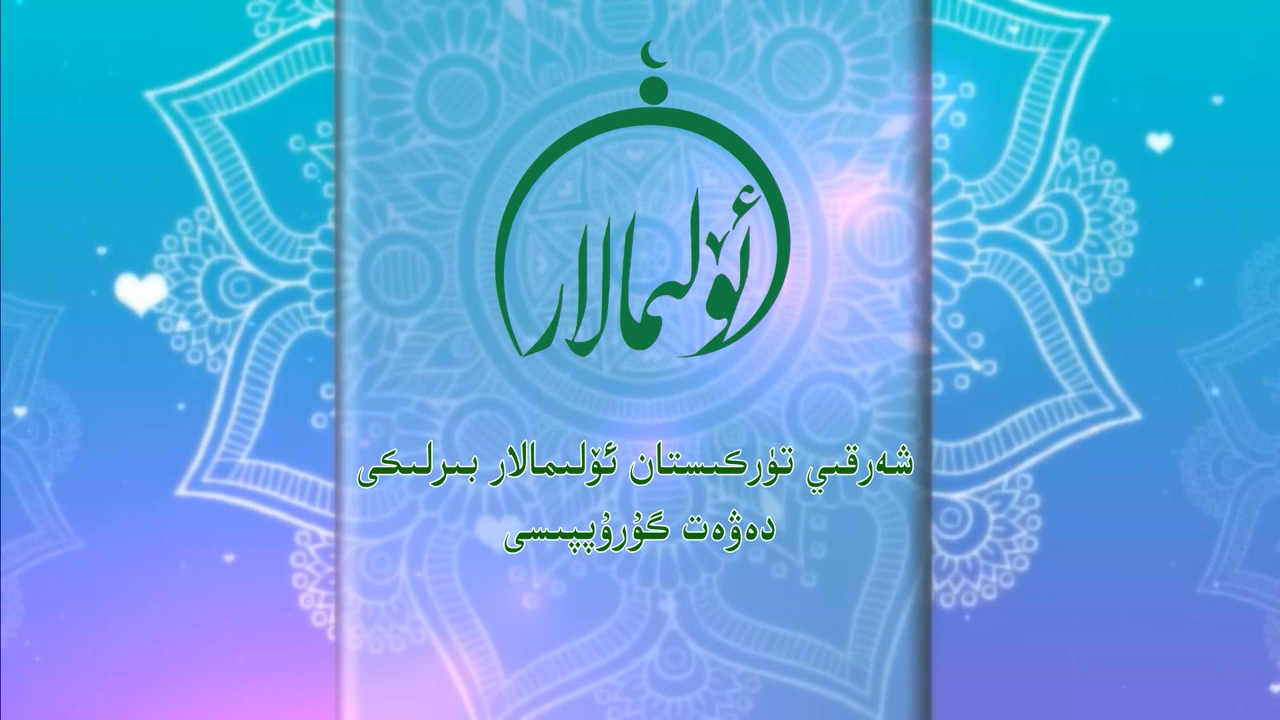 ئۆلىمالار
شەرقىي تۈركىستان ئۆلىمالار بىرلىكى
دەۋەت گۇرۇپپىسى